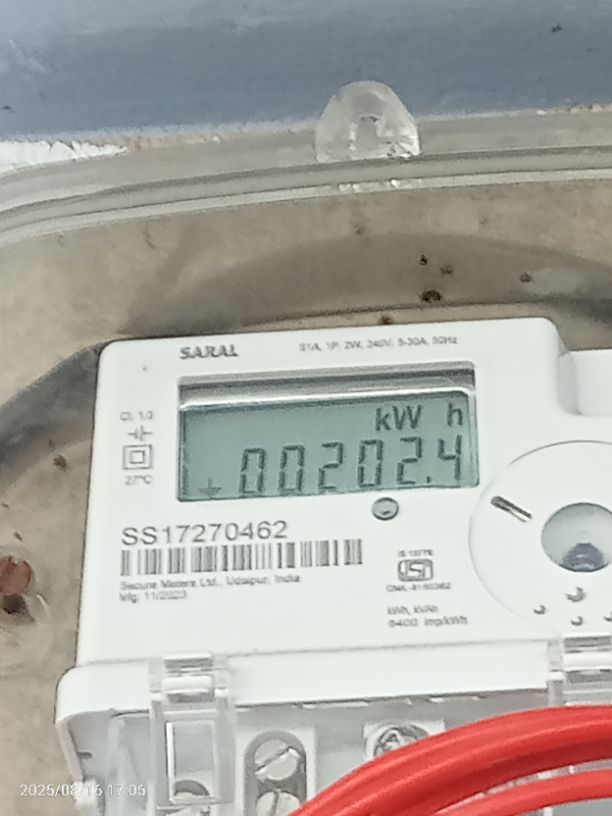 SARAL
S1A, 1P, 2W, 240V, 5-30A, 50Hz
Cl. 1.0
27°C
kW h
00202.4
SS17270462
Secure Meters Ltd., Udaipur, India
Mfg. 11/2023
IS 13779
kWh, kVAh
6400 imp/kWh
2025/08/16 17:06